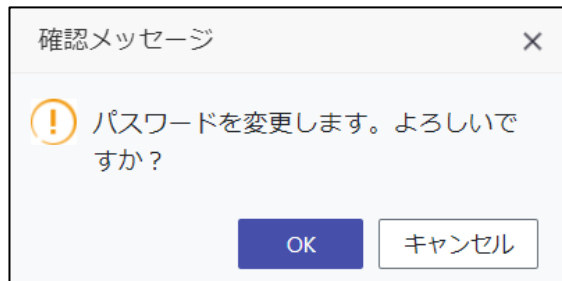 確認メッセージ
パスワードを変更します。よろしいで
すか？
OK
キャンセル